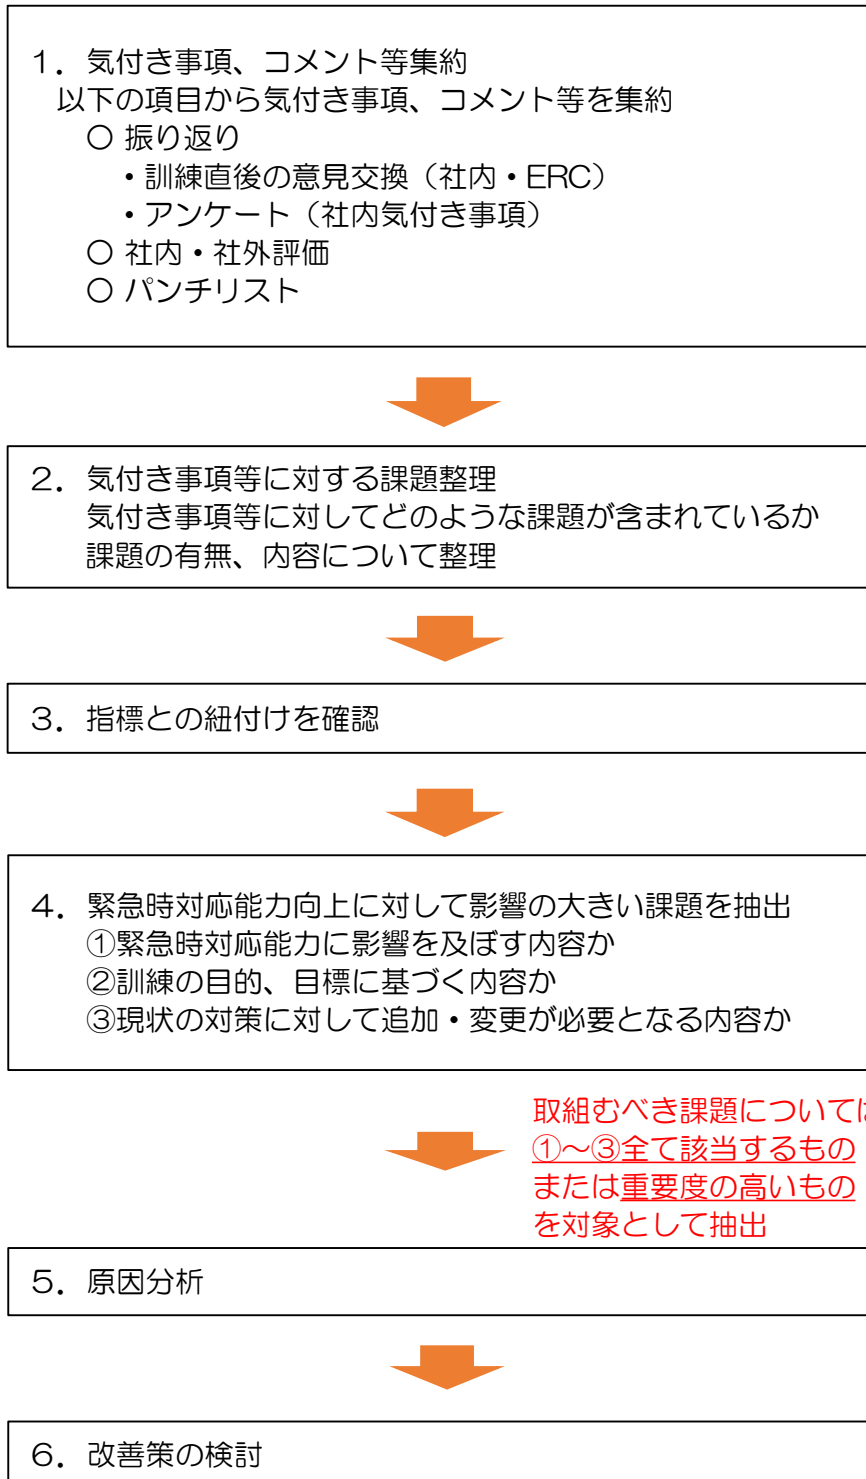 １．気付き事項、コメント等集約
以下の項目から気付き事項、コメント等を集約
〇 振り返り
・訓練直後の意見交換（社内・ERC）
・アンケート（社内気付き事項）
〇 社内・社外評価
〇 パンチリスト
２．気付き事項等に対する課題整理
気付き事項等に対してどのような課題が含まれているか
課題の有無、内容について整理
３．指標との紐付けを確認
４．緊急時対応能力向上に対して影響の大きい課題を抽出
①緊急時対応能力に影響を及ぼす内容か
②訓練の目的、目標に基づく内容か
③現状の対策に対して追加・変更が必要となる内容か
取組むべき課題については
①～③全て該当するもの
または重要度の高いもの
を対象として抽出
５．原因分析
６．改善策の検討